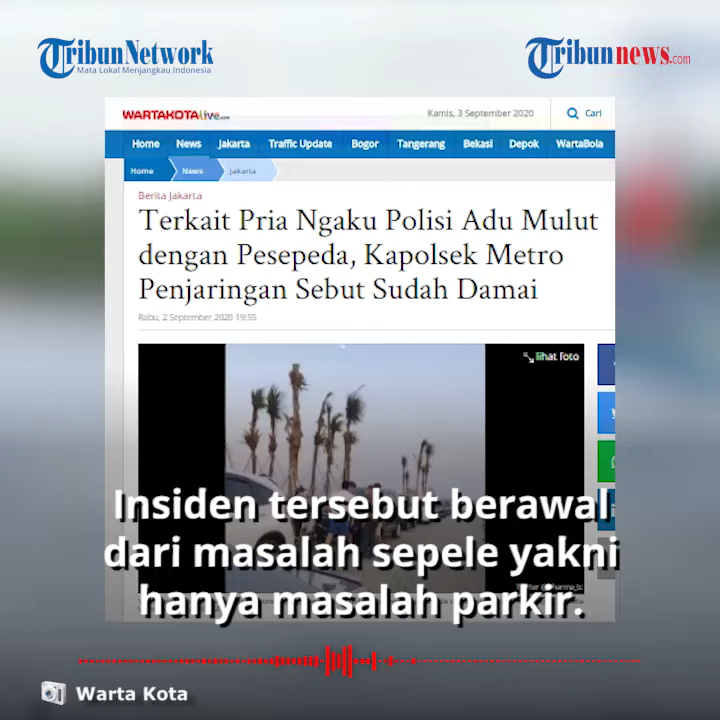 TribunNetwork
Mata Lokal Menjangkau Indonesia
Tribunnews.com
WARTAKOTAlive.com
Kamis, 3 September 2020
Cari
Home News Jakarta Traffic Update Bogor Tangerang Bekasi Depok WartaBola
Home News Jakarta
Berita Jakarta
Terkait Pria Ngaku Polisi Adu Mulut
dengan Pesepeda, Kapolsek Metro
Penjaringan Sebut Sudah Damai
Rabu, 2 September 2020 19:55
lihat foto
Insiden tersebut berawal
dari masalah sepele yakni
hanya masalah parkir.
Warta Kota